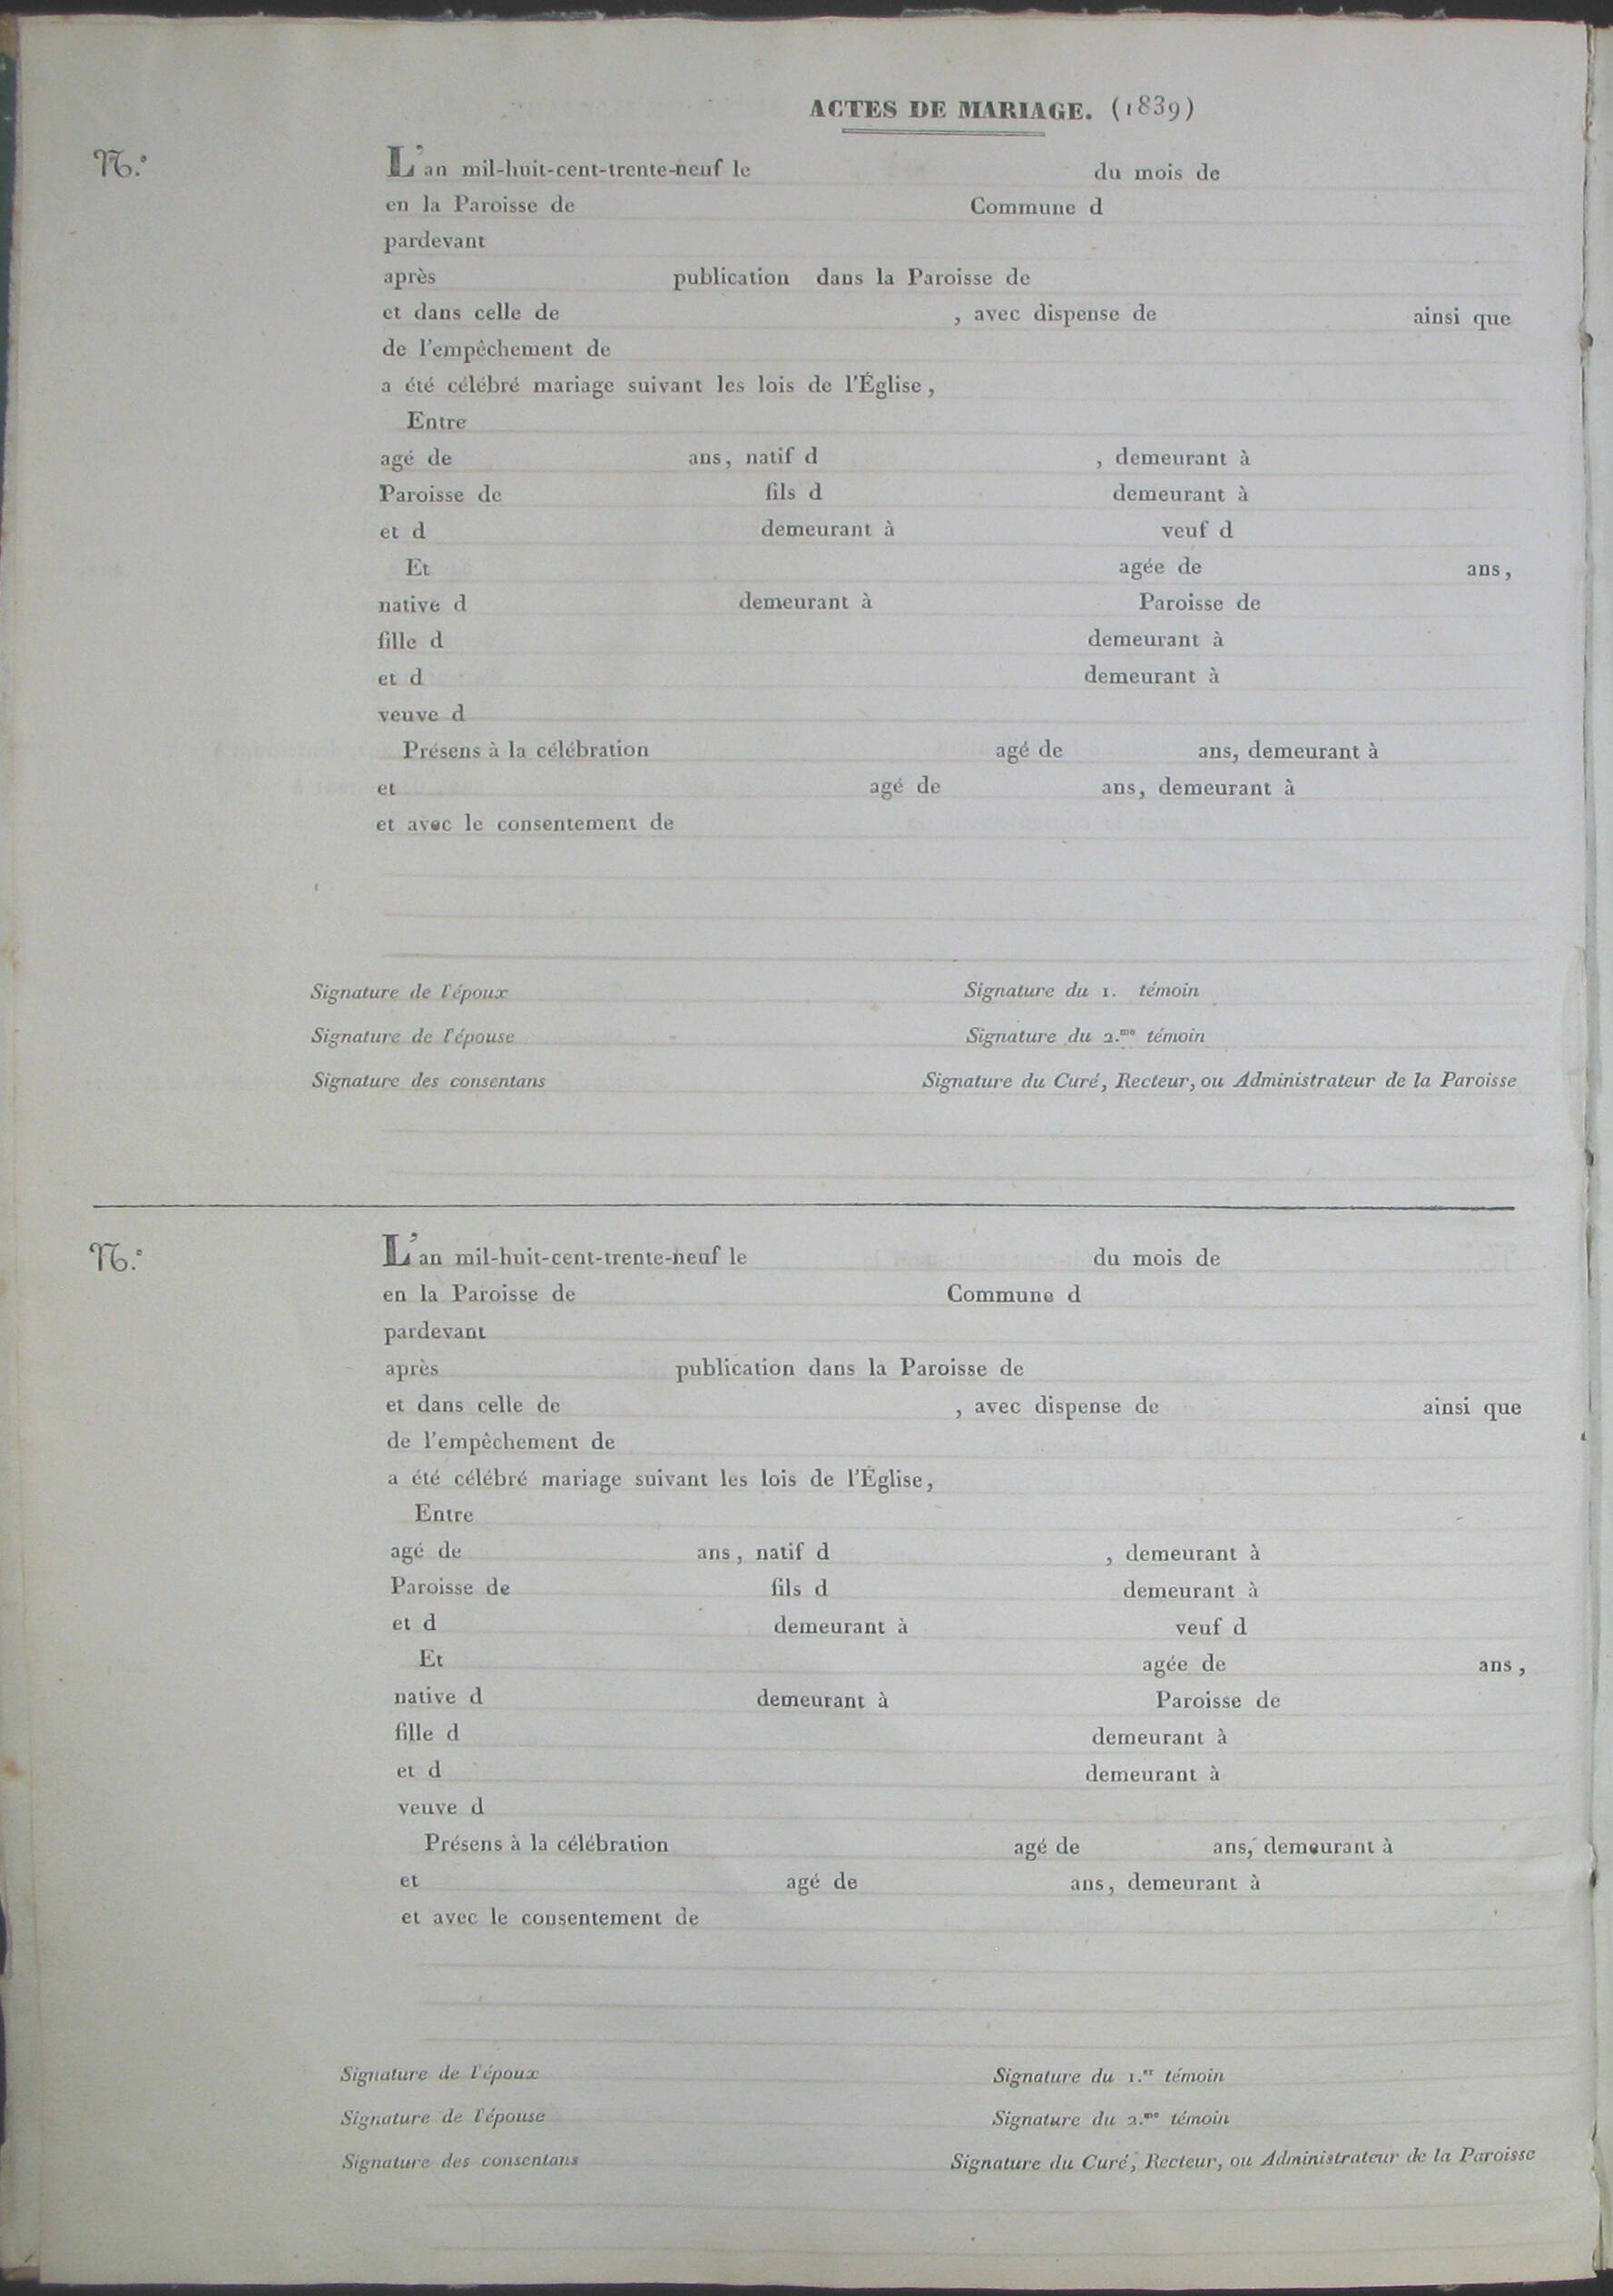 ACTES DE MARIAGE. (1839)
N.° L'an mil-huit-cent-trente-neuf le du mois de
en la Paroisse de Commune d
pardevant
après publication dans la Paroisse de
et dans celle de , avec dispense de ainsi que
de l'empêchement de
a été célébré mariage suivant les lois de l'Église,
Entre
agé de ans, natif d , demeurant à
Paroisse de fils d demeurant à
et d demeurant à veuf d
Et agée de ans,
native d demeurant à Paroisse de
fille d demeurant à
et d demeurant à
veuve d
Présens à la célébration agé de ans, demeurant à
et agé de ans, demeurant à
et avec le consentement de
Signature de l'époux Signature du 1. témoin
Signature de l'épouse Signature du 2.me témoin
Signature des consentans Signature du Curé, Recteur, ou Administrateur de la Paroisse
N.° L'an mil-huit-cent-trente-neuf le du mois de
en la Paroisse de Commune d
pardevant
après publication dans la Paroisse de
et dans celle de , avec dispense de ainsi que
de l'empêchement de
a été célébré mariage suivant les lois de l'Église,
Entre
agé de ans, natif d , demeurant à
Paroisse de fils d demeurant à
et d demeurant à veuf d
Et agée de ans,
native d demeurant à Paroisse de
fille d demeurant à
et d demeurant à
veuve d
Présens à la célébration agé de ans, demeurant à
et agé de ans, demeurant à
et avec le consentement de
Signature de l'époux Signature du 1.er témoin
Signature de l'épouse Signature du 2.me témoin
Signature des consentans Signature du Curé, Recteur, ou Administrateur de la Paroisse